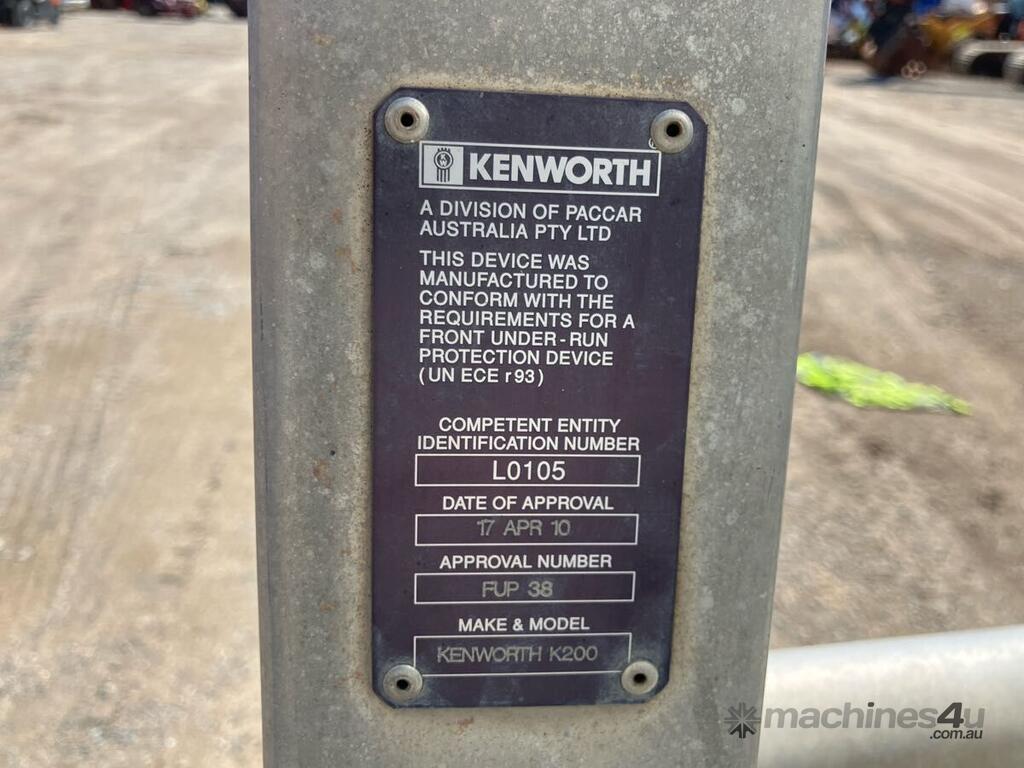 KENWORTH
A DIVISION OF PACCAR
AUSTRALIA PTY LTD
THIS DEVICE WAS
MANUFACTURED TO
CONFORM WITH THE
REQUIREMENTS FOR A
FRONT UNDER-RUN
PROTECTION DEVICE
(UN ECE r93)
COMPETENT ENTITY
IDENTIFICATION NUMBER
L0105
DATE OF APPROVAL
17 APR 10
APPROVAL NUMBER
FUP 38
MAKE & MODEL
KENWORTH K200
machines4u
.com.au